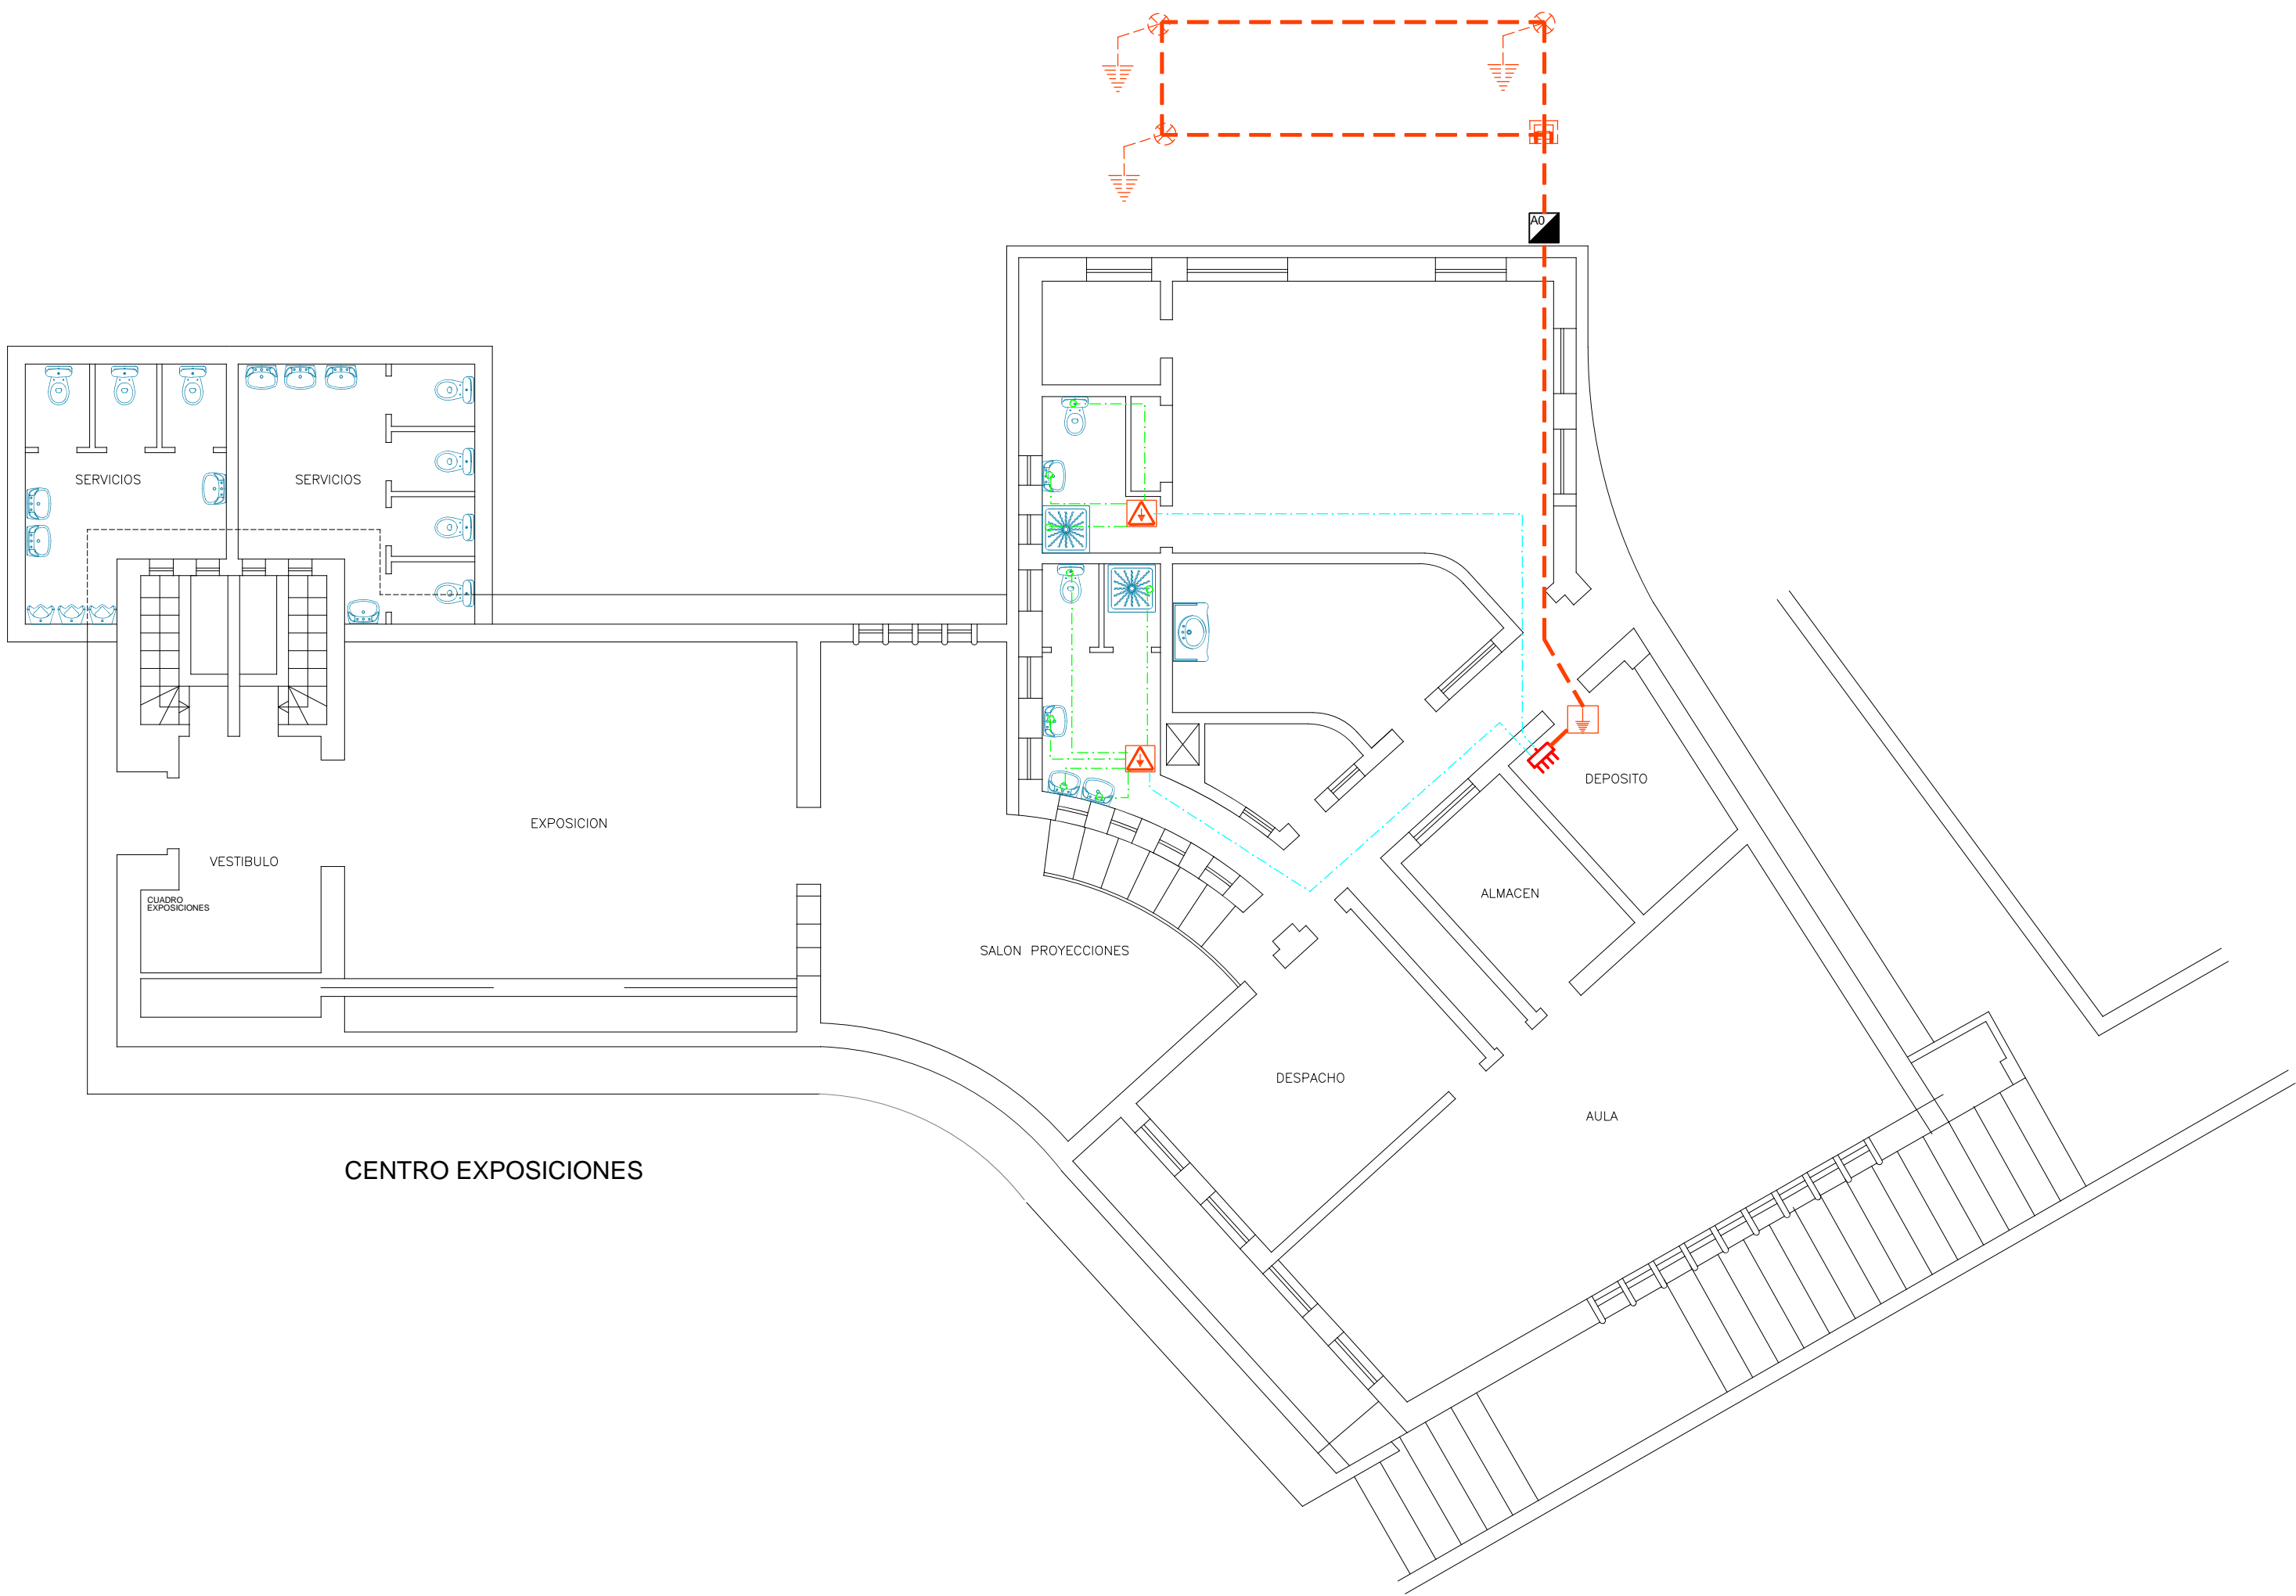 A0
SERVICIOS
SERVICIOS
DEPOSITO
EXPOSICION
VESTIBULO
ALMACEN
CUADRO
EXPOSICIONES
SALON PROYECCIONES
DESPACHO
AULA
CENTRO EXPOSICIONES